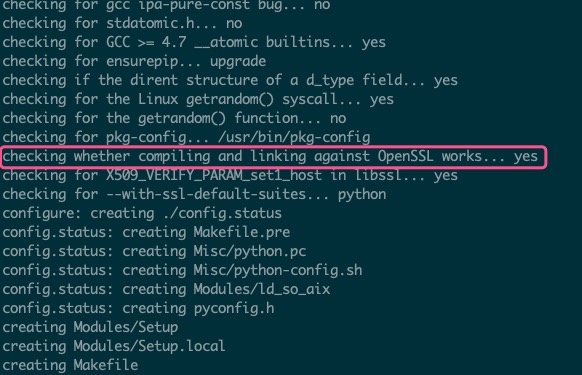 checking for gcc ipa-pure-const bug... no
checking for stdatomic.h... no
checking for GCC >= 4.7 __atomic builtins... yes
checking for ensurepip... upgrade
checking if the dirent structure of a d_type field... yes
checking for the Linux getrandom() syscall... yes
checking for the getrandom() function... no
checking for pkg-config... /usr/bin/pkg-config
checking whether compiling and linking against OpenSSL works... yes
checking for X509_VERIFY_PARAM_set1_host in libssl... yes
checking for --with-ssl-default-suites... python
configure: creating ./config.status
config.status: creating Makefile.pre
config.status: creating Misc/python.pc
config.status: creating Misc/python-config.sh
config.status: creating Modules/ld_so_aix
config.status: creating pyconfig.h
creating Modules/Setup
creating Modules/Setup.local
creating Makefile